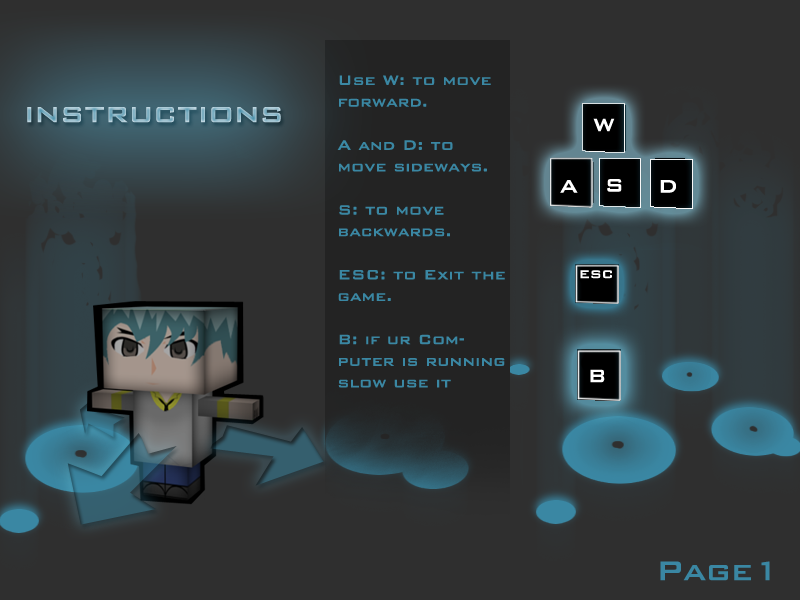 INSTRUCTIONS
USE W: TO MOVE
FORWARD.
A AND D: TO
MOVE SIDEWAYS.
S: TO MOVE
BACKWARDS.
ESC: TO EXIT THE
GAME.
B: IF UR COM-
PUTER IS RUNNING
SLOW USE IT
W
A S D
ESC
B
PAGE 1